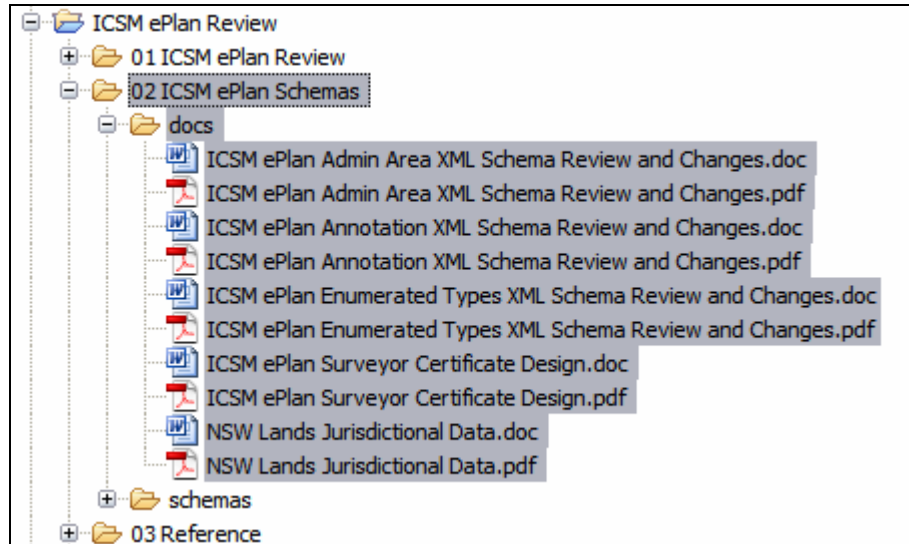 ICSM ePlan Review
01 ICSM ePlan Review
02 ICSM ePlan Schemas
docs
ICSM ePlan Admin Area XML Schema Review and Changes.doc
ICSM ePlan Admin Area XML Schema Review and Changes.pdf
ICSM ePlan Annotation XML Schema Review and Changes.doc
ICSM ePlan Annotation XML Schema Review and Changes.pdf
ICSM ePlan Enumerated Types XML Schema Review and Changes.doc
ICSM ePlan Enumerated Types XML Schema Review and Changes.pdf
ICSM ePlan Surveyor Certificate Design.doc
ICSM ePlan Surveyor Certificate Design.pdf
NSW Lands Jurisdictional Data.doc
NSW Lands Jurisdictional Data.pdf
schemas
03 Reference